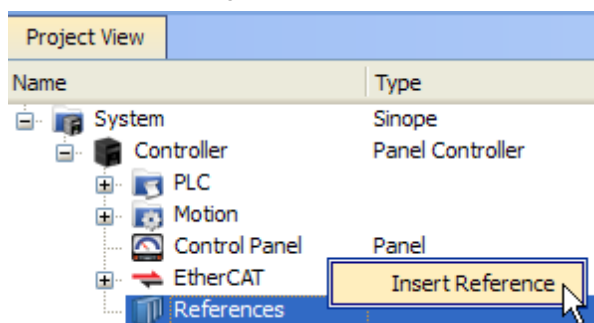 Project View
Name Type
System Sinope
Controller Panel Controller
PLC
Motion
Control Panel Panel
EtherCAT
Insert Reference
References